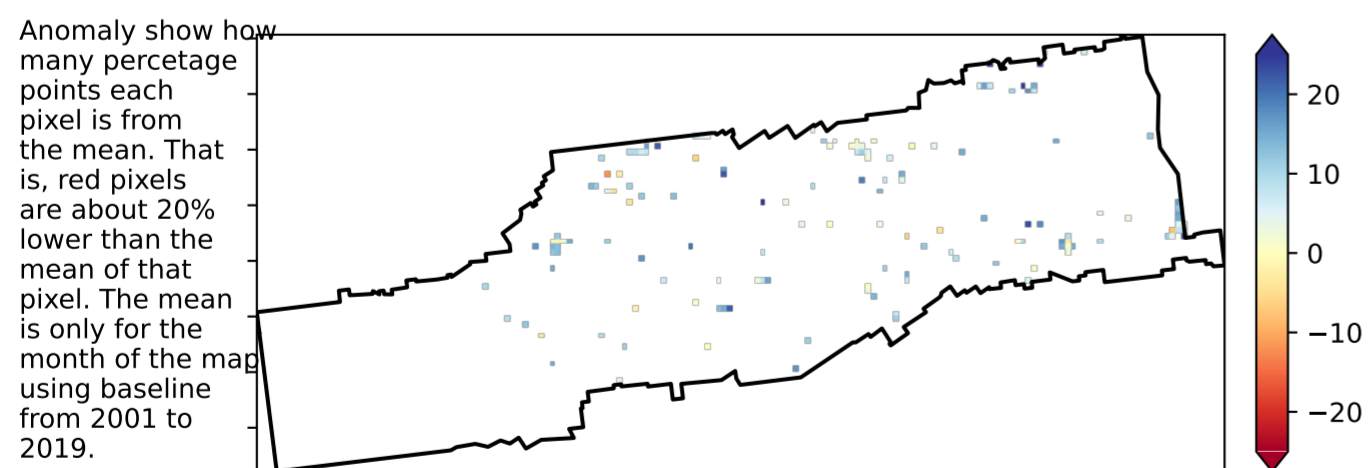 Anomaly show how
many percetage
points each
pixel is from
the mean. That
is, red pixels
are about 20%
lower than the
mean of that
pixel. The mean
is only for the
month of the map
using baseline
from 2001 to
2019.
20
10
0
−10
−20